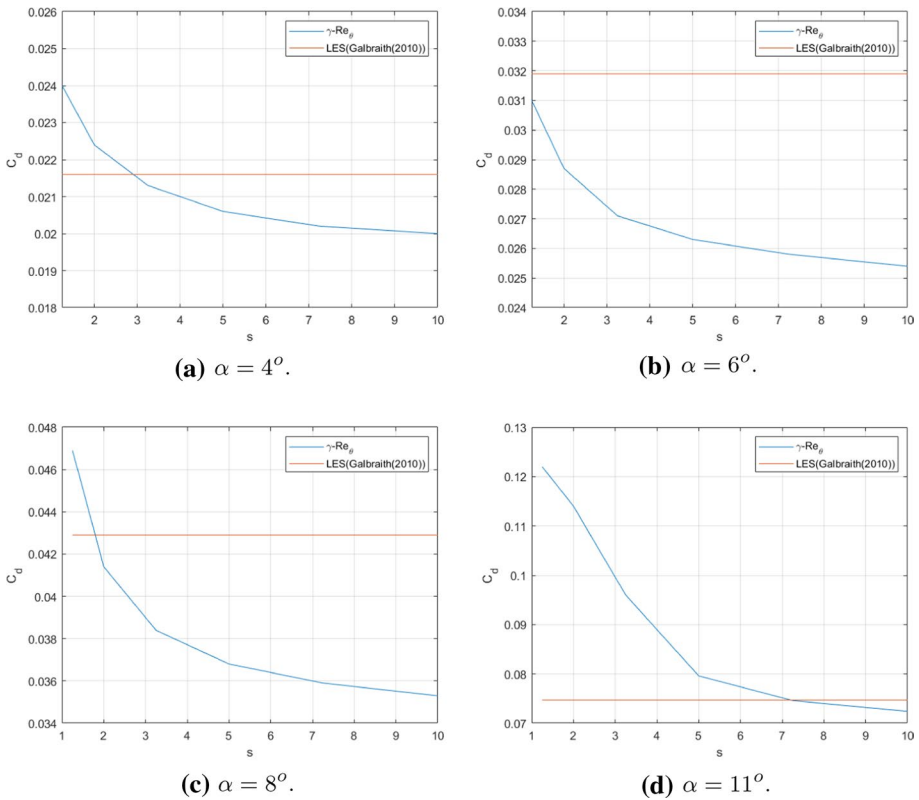 0.026
0.025
0.024
0.023
0.022
0.021
0.02
0.019
0.018
C_d
γ-Re_θ
LES(Galbraith(2010))
2 3 4 5 6 7 8 9 10
s
(a) α = 4^o.
0.034
0.033
0.032
0.031
0.03
0.029
0.028
0.027
0.026
0.025
0.024
C_d
γ-Re_θ
LES(Galbraith(2010))
2 3 4 5 6 7 8 9 10
s
(b) α = 6^o.
0.048
0.046
0.044
0.042
0.04
0.038
0.036
0.034
C_d
γ-Re_θ
LES(Galbraith(2010))
1 2 3 4 5 6 7 8 9 10
s
(c) α = 8^o.
0.13
0.12
0.11
0.1
0.09
0.08
0.07
C_d
γ-Re_θ
LES(Galbraith(2010))
1 2 3 4 5 6 7 8 9 10
s
(d) α = 11^o.